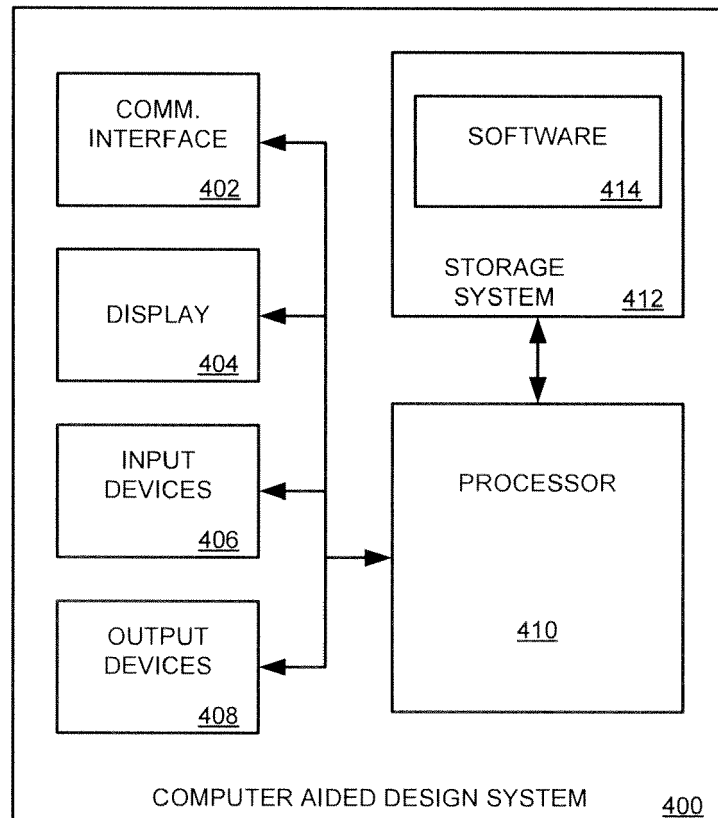 COMM.
INTERFACE
402
DISPLAY
404
INPUT
DEVICES
406
OUTPUT
DEVICES
408
SOFTWARE
414
STORAGE
SYSTEM
412
PROCESSOR
410
COMPUTER AIDED DESIGN SYSTEM
400